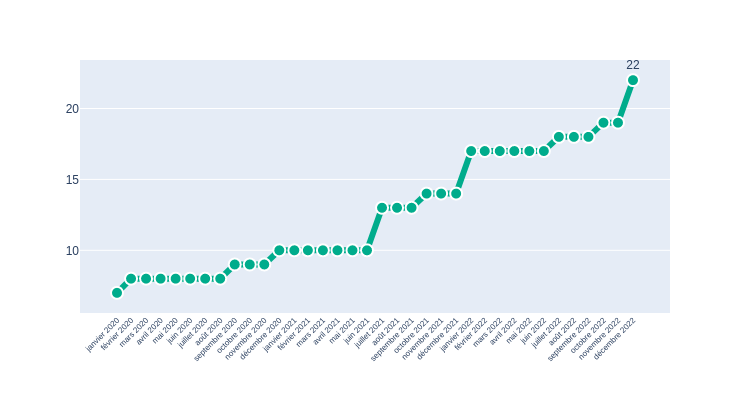 22
20
15
10
janvier 2020
février 2020
mars 2020
avril 2020
mai 2020
juin 2020
juillet 2020
août 2020
septembre 2020
octobre 2020
novembre 2020
décembre 2020
janvier 2021
février 2021
mars 2021
avril 2021
mai 2021
juin 2021
juillet 2021
août 2021
septembre 2021
octobre 2021
novembre 2021
décembre 2021
janvier 2022
février 2022
mars 2022
avril 2022
mai 2022
juin 2022
juillet 2022
août 2022
septembre 2022
octobre 2022
novembre 2022
décembre 2022